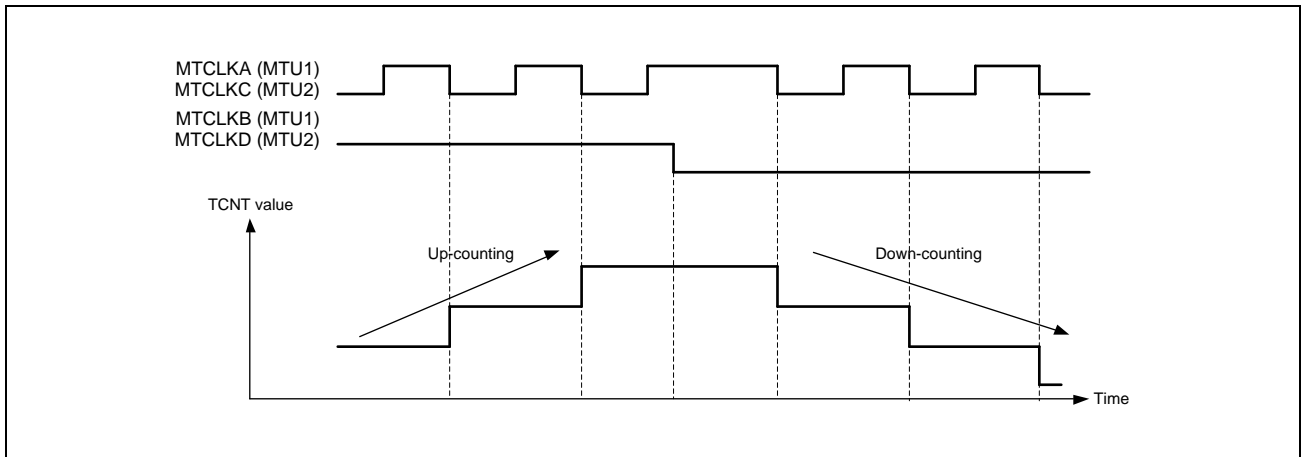 MTCLKA (MTU1)
MTCLKC (MTU2)
MTCLKB (MTU1)
MTCLKD (MTU2)
TCNT value
Up-counting
Down-counting
Time